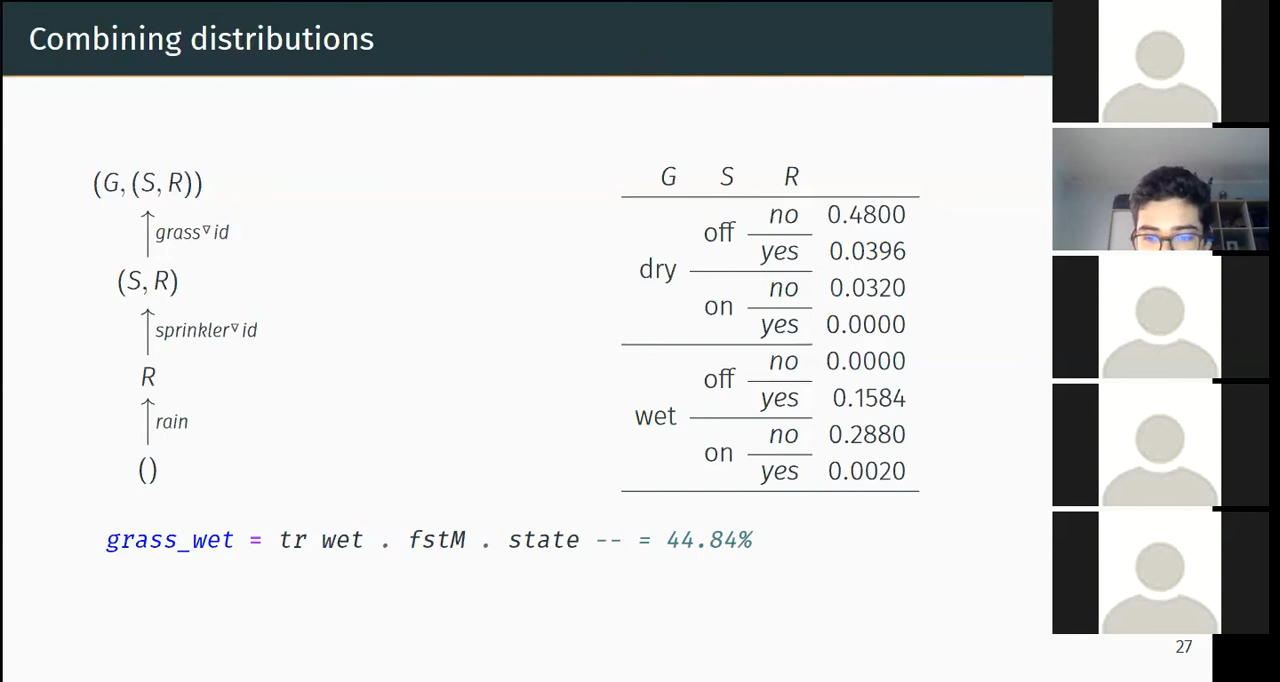 Combining distributions
(G, (S, R))
grass▽id
(S, R)
sprinkler▽id
R
rain
()
G S R
dry off no 0.4800
yes 0.0396
on no 0.0320
yes 0.0000
wet off no 0.0000
yes 0.1584
on no 0.2880
yes 0.0020
grass_wet = tr wet . fstM . state -- = 44.84%
27